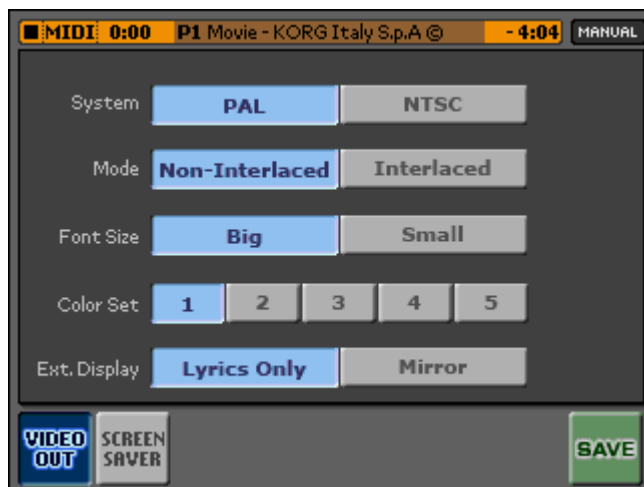 MIDI 0:00 P1 Movie - KORG Italy S.p.A © - 4:04 MANUAL
System PAL NTSC
Mode Non-Interlaced Interlaced
Font Size Big Small
Color Set 1 2 3 4 5
Ext. Display Lyrics Only Mirror
VIDEO OUT SCREEN SAVER SAVE